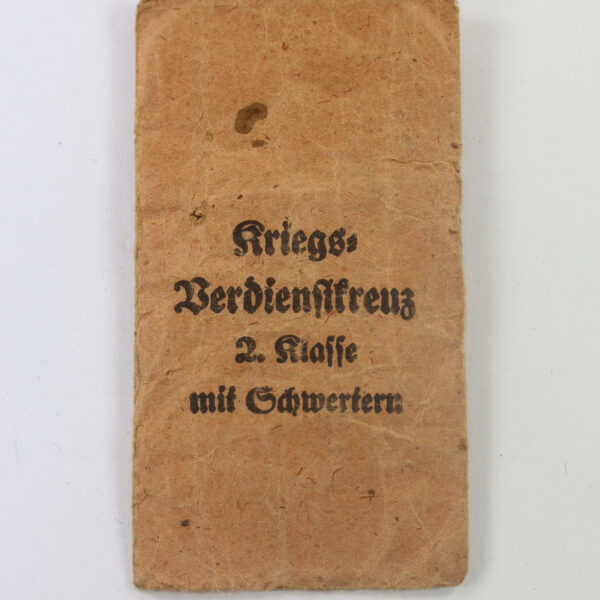 Kriegs-
Verdienstkreuz
2. Klasse
mit Schwertern